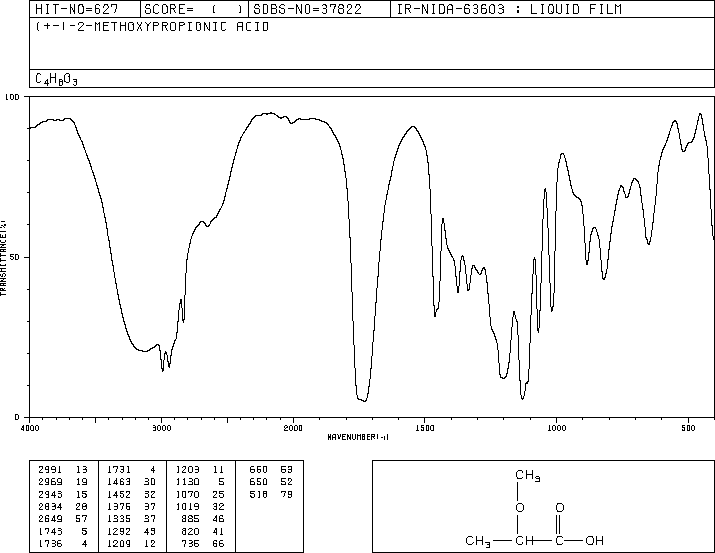 HIT-NO=627 SCORE= ( ) SDBS-NO=37822 IR-NIDA-63603 : LIQUID FILM
(+-)-2-METHOXYPROPIONIC ACID
C4H8O3
100
50
0
TRANSMITTANCE(%)
4000 3000 2000 1500 1000 500
WAVENUMBER(-1)
2991 13 1731 4 1203 11 660 53
2969 19 1463 30 1130 5 650 52
2943 15 1452 32 1070 25 518 79
2834 28 1376 37 1019 32
2649 57 1335 37 885 46
1743 5 1292 43 820 41
1736 4 1209 12 736 66
CH3
O O
CH3 CH C OH